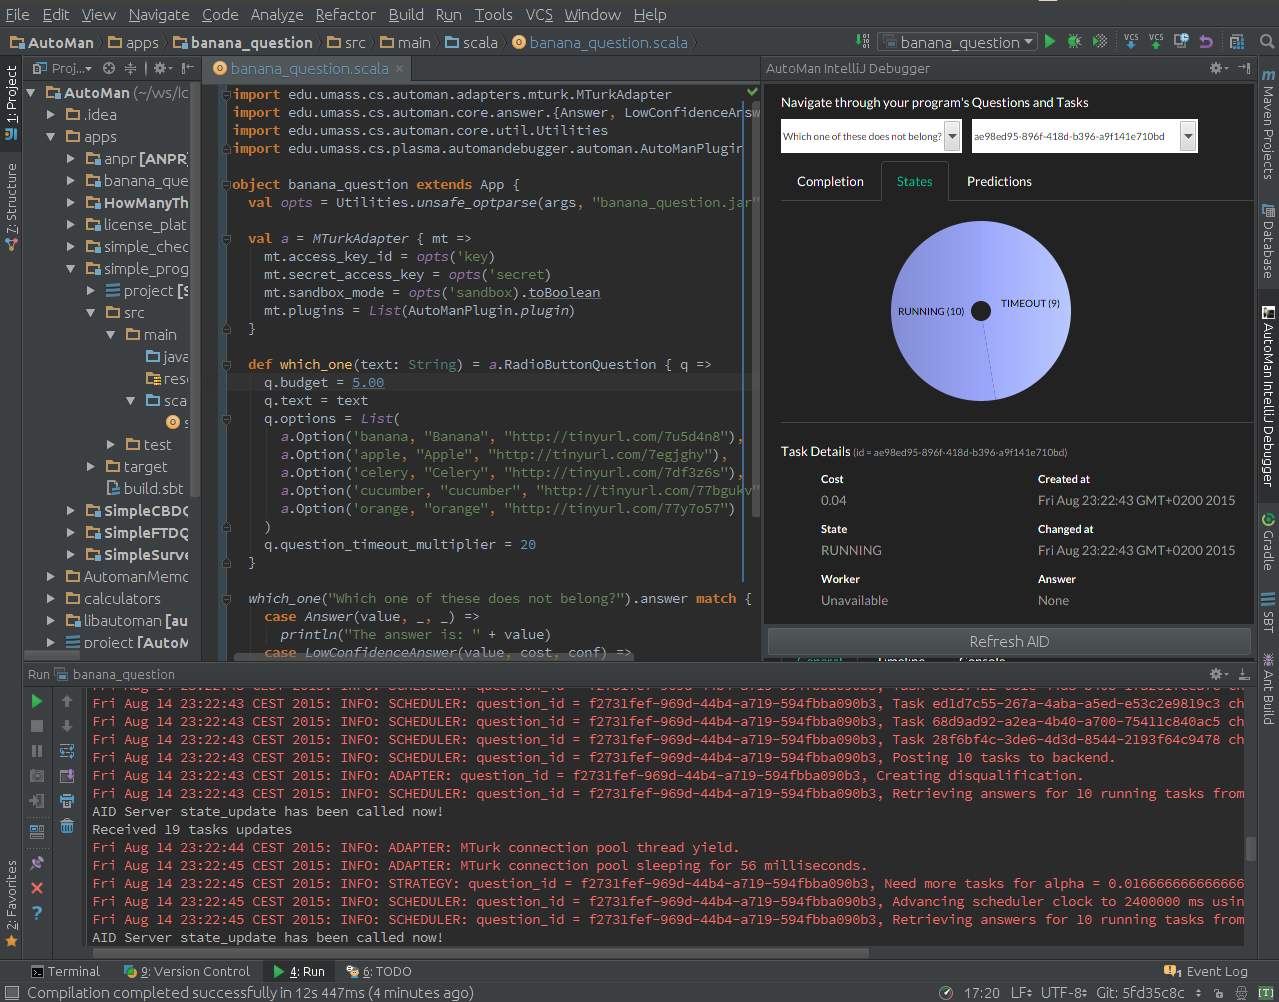 File Edit View Navigate Code Analyze Refactor Build Run Tools VCS Window Help
AutoMan apps banana_question src main scala banana_question.scala
banana_question
VCS VCS
1: Project
Z: Structure
2: Favorites
Proj...
AutoMan (~/ws/Ic
.idea
apps
anpr [ANPR]
banana_que
HowManyTh
license_plat
simple_chec
simple_prog
project [S
src
main
java
res
sca
s
test
target
build.sbt
SimpleCBDQ
SimpleFTDQ
SimpleSurve
AutomanMemo
calculators
libautoman [au
project [AutoM
banana_question.scala
import edu.umass.cs.automan.adapters.mturk.MTurkAdapter
import edu.umass.cs.automan.core.answer.{Answer, LowConfidenceAnsw
import edu.umass.cs.automan.core.util.Utilities
import edu.umass.cs.plasma.automandebugger.automan.AutoManPlugin
object banana_question extends App {
val opts = Utilities.unsafe_optparse(args, "banana_question.jar"
val a = MTurkAdapter { mt =>
mt.access_key_id = opts('key)
mt.secret_access_key = opts('secret)
mt.sandbox_mode = opts('sandbox).toBoolean
mt.plugins = List(AutoManPlugin.plugin)
}
def which_one(text: String) = a.RadioButtonQuestion { q =>
q.budget = 5.00
q.text = text
q.options = List(
a.Option('banana, "Banana", "http://tinyurl.com/7u5d4n8"),
a.Option('apple, "Apple", "http://tinyurl.com/7egjghy"),
a.Option('celery, "Celery", "http://tinyurl.com/7df3z6s"),
a.Option('cucumber, "cucumber", "http://tinyurl.com/77bgukv"
a.Option('orange, "orange", "http://tinyurl.com/77y7o57")
)
q.question_timeout_multiplier = 20
}
which_one("Which one of these does not belong?").answer match {
case Answer(value, _, _) =>
println("The answer is: " + value)
case LowConfidenceAnswer(value, cost, conf) =>
AutoMan IntelliJ Debugger
Navigate through your program's Questions and Tasks
Which one of these does not belong? ae98ed95-896f-418d-b396-a9f141e710bd
Completion States Predictions
RUNNING (10) TIMEOUT (9)
Task Details (id = ae98ed95-896f-418d-b396-a9f141e710bd)
Cost Created at
0.04 Fri Aug 23:22:43 GMT+0200 2015
State Changed at
RUNNING Fri Aug 23:22:43 GMT+0200 2015
Worker Answer
Unavailable None
Refresh AID
General Timeline Console
Maven Projects
Database
AutoMan IntelliJ Debugger
Gradle
SBT
Ant Build
Run banana_question
Fri Aug 14 23:22:43 CEST 2015: INFO: SCHEDULER: question_id = f2731fef-969d-44b4-a719-594fbba090b3, Task
Fri Aug 14 23:22:43 CEST 2015: INFO: SCHEDULER: question_id = f2731fef-969d-44b4-a719-594fbba090b3, Task ed1d7c55-267a-4aba-a5ed-e53c2e9819c3 ch
Fri Aug 14 23:22:43 CEST 2015: INFO: SCHEDULER: question_id = f2731fef-969d-44b4-a719-594fbba090b3, Task 68d9ad92-a2ea-4b40-a700-75411c840ac5 ch
Fri Aug 14 23:22:43 CEST 2015: INFO: SCHEDULER: question_id = f2731fef-969d-44b4-a719-594fbba090b3, Task 28f6bf4c-3de6-4d3d-8544-2193f64c9478 ch
Fri Aug 14 23:22:43 CEST 2015: INFO: SCHEDULER: question_id = f2731fef-969d-44b4-a719-594fbba090b3, Posting 10 tasks to backend.
Fri Aug 14 23:22:43 CEST 2015: INFO: ADAPTER: question_id = f2731fef-969d-44b4-a719-594fbba090b3, Creating disqualification.
Fri Aug 14 23:22:43 CEST 2015: INFO: SCHEDULER: question_id = f2731fef-969d-44b4-a719-594fbba090b3, Retrieving answers for 10 running tasks from
AID Server state_update has been called now!
Received 19 tasks updates
Fri Aug 14 23:22:44 CEST 2015: INFO: ADAPTER: MTurk connection pool thread yield.
Fri Aug 14 23:22:45 CEST 2015: INFO: ADAPTER: MTurk connection pool sleeping for 56 milliseconds.
Fri Aug 14 23:22:45 CEST 2015: INFO: STRATEGY: question_id = f2731fef-969d-44b4-a719-594fbba090b3, Need more tasks for alpha = 0.016666666666666
Fri Aug 14 23:22:45 CEST 2015: INFO: SCHEDULER: question_id = f2731fef-969d-44b4-a719-594fbba090b3, Advancing scheduler clock to 2400000 ms usin
Fri Aug 14 23:22:45 CEST 2015: INFO: SCHEDULER: question_id = f2731fef-969d-44b4-a719-594fbba090b3, Retrieving answers for 10 running tasks from
AID Server state_update has been called now!
Terminal 9: Version Control 4: Run 6: TODO 1 Event Log
Compilation completed successfully in 12s 447ms (4 minutes ago) 17:20 LF UTF-8 Git: 5fd35c8c [T]